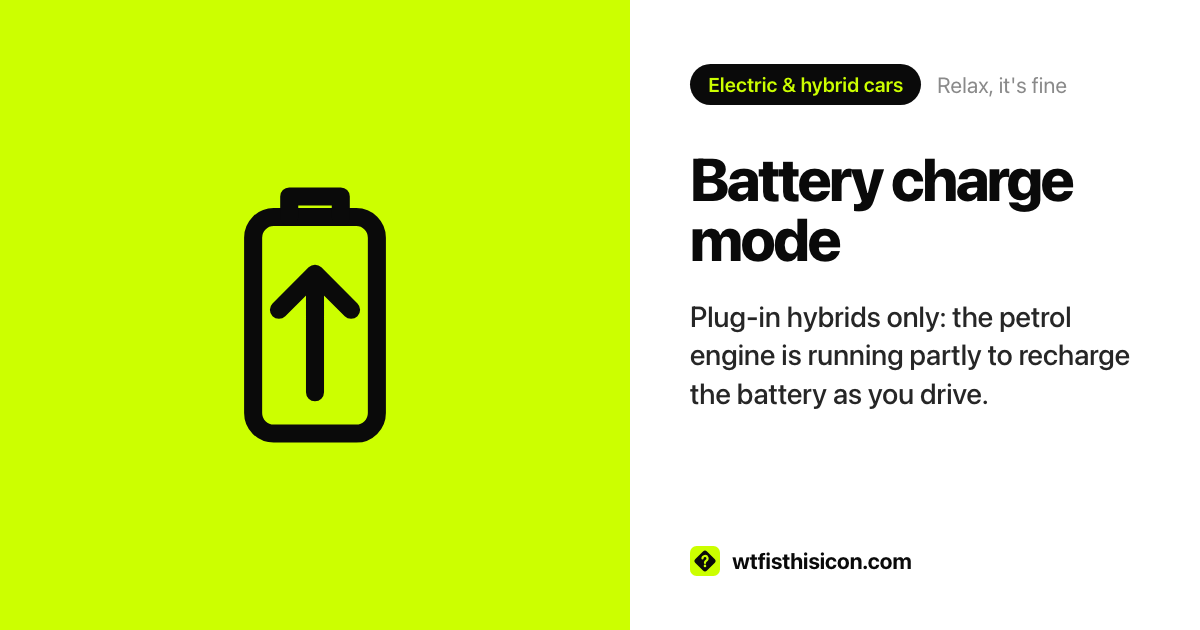 Electric & hybrid cars
Relax, it's fine
Battery charge
mode
Plug-in hybrids only: the petrol
engine is running partly to recharge
the battery as you drive.
?
wtfisthisicon.com